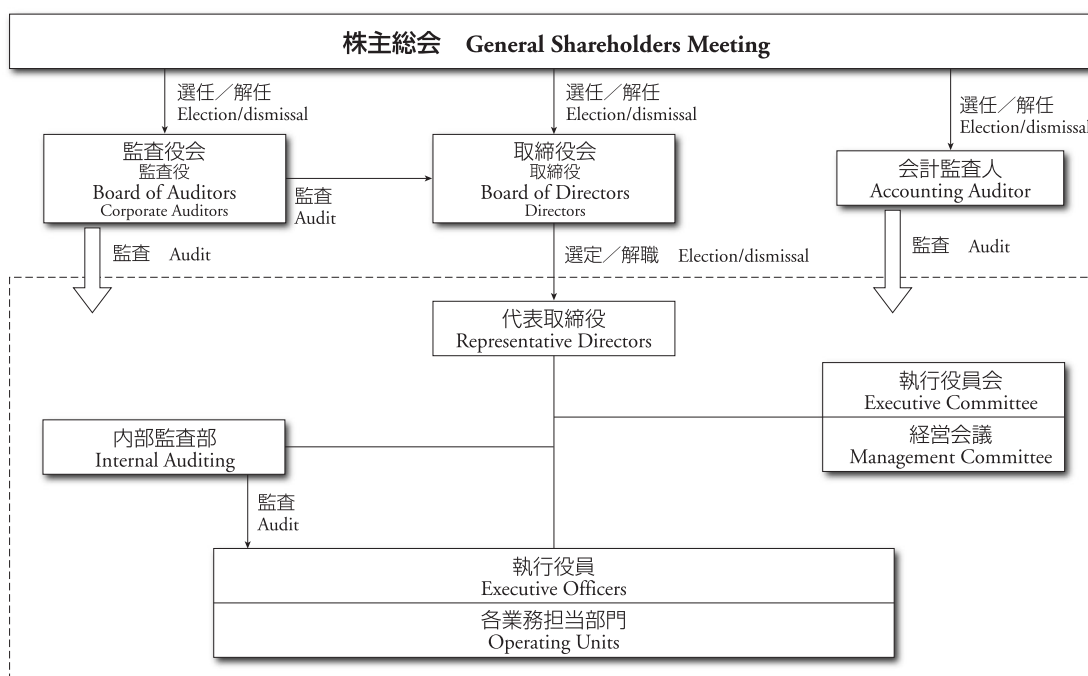 株主総会 General Shareholders Meeting
選任／解任
Election/dismissal
選任／解任
Election/dismissal
選任／解任
Election/dismissal
監査役会
監査役
Board of Auditors
Corporate Auditors
監査
Audit
取締役会
取締役
Board of Directors
Directors
会計監査人
Accounting Auditor
監査 Audit
選定／解職 Election/dismissal
監査 Audit
代表取締役
Representative Directors
執行役員会
Executive Committee
経営会議
Management Committee
内部監査部
Internal Auditing
監査
Audit
執行役員
Executive Officers
各業務担当部門
Operating Units